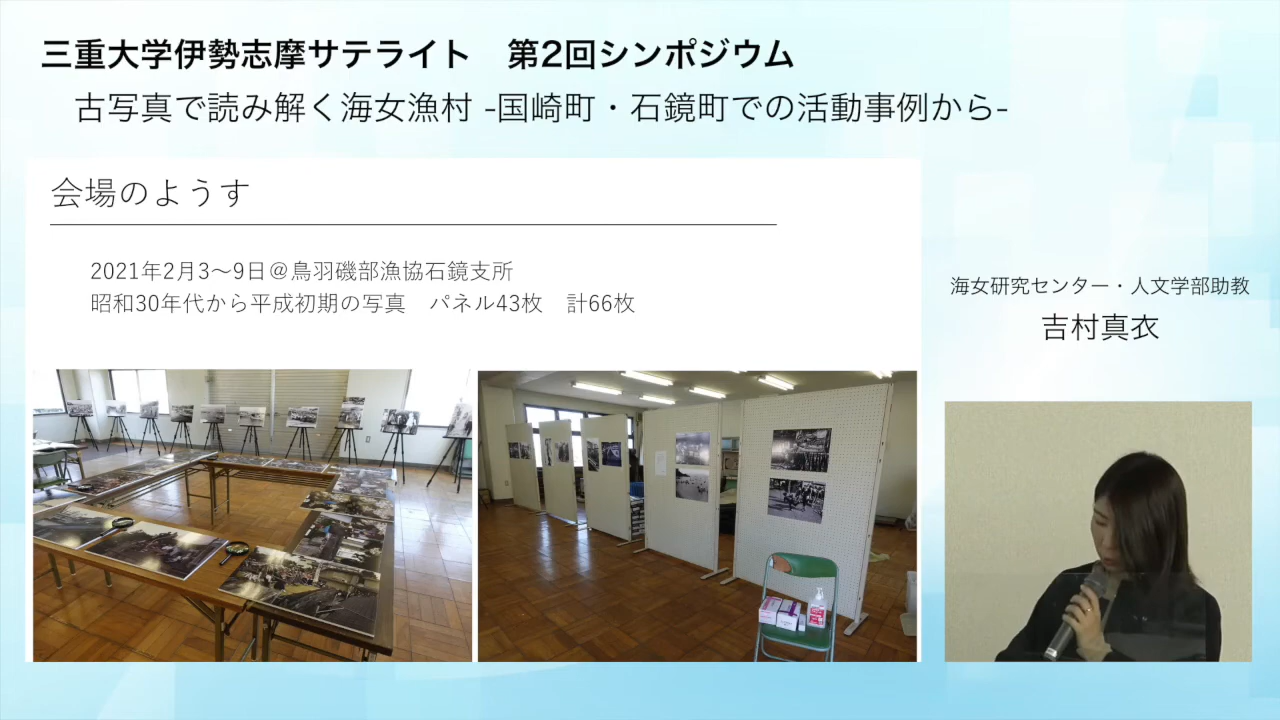 三重大学伊勢志摩サテライト　第2回シンポジウム
古写真で読み解く海女漁村 -国崎町・石鏡町での活動事例から-
会場のようす
2021年2月3〜9日＠鳥羽磯部漁協石鏡支所
昭和30年代から平成初期の写真　パネル43枚　計66枚
海女研究センター・人文学部助教
吉村真衣